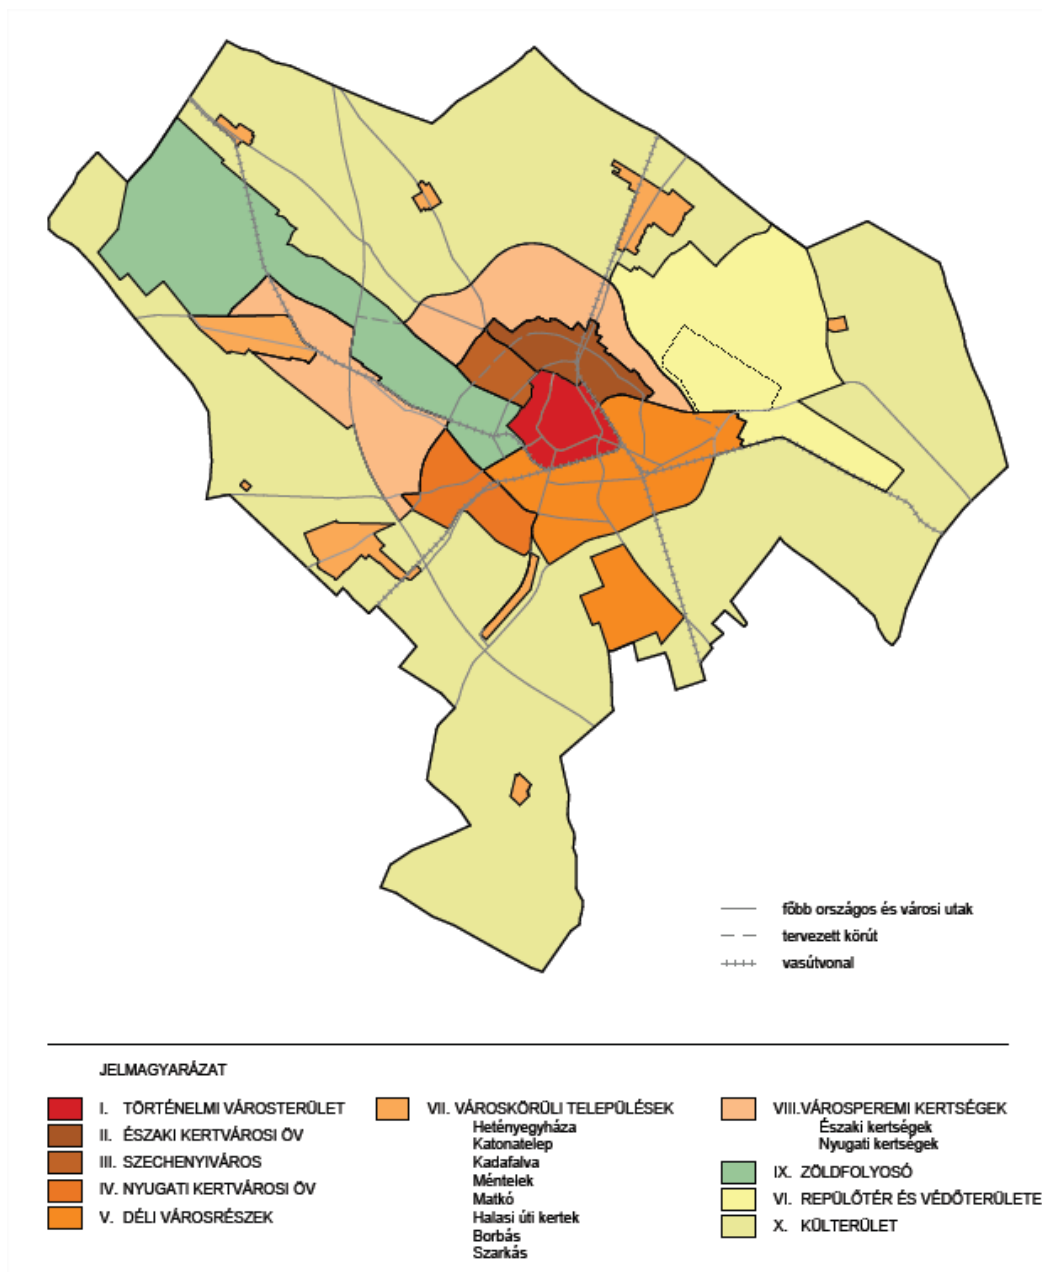 főbb országos és városi utak
tervezett körút
vasútvonal
JELMAGYARÁZAT
I. TÖRTÉNELMI VÁROSTERÜLET
II. ÉSZAKI KERTVÁROSI ÖV
III. SZECHENYIVÁROS
IV. NYUGATI KERTVÁROSI ÖV
V. DÉLI VÁROSRÉSZEK
VII. VÁROSKÖRÜLI TELEPÜLÉSEK
Hetényegyháza
Katonatelep
Kadafalva
Méntelek
Matkó
Halasi úti kertek
Borbás
Szarkás
VIII.VÁROSPEREMI KERTSÉGEK
Északi kertségek
Nyugati kertségek
IX. ZÖLDFOLYOSÓ
VI. REPÜLŐTÉR ÉS VÉDŐTERÜLETE
X. KÜLTERÜLET